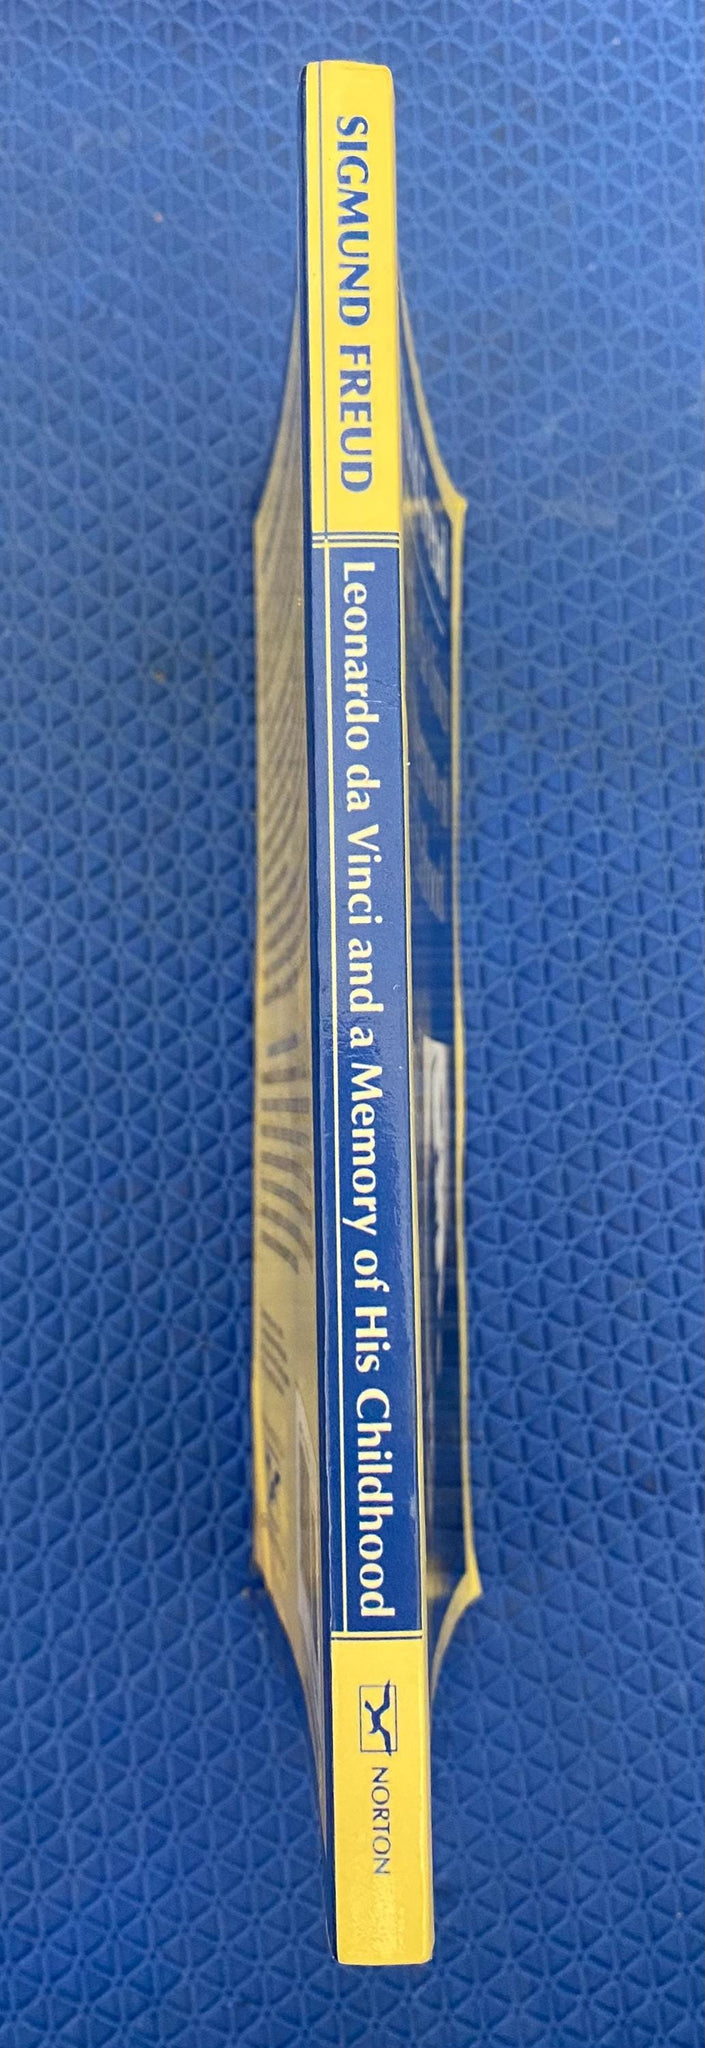 SIGMUND FREUD
Leonardo da Vinci and a Memory of His Childhood
NORTON